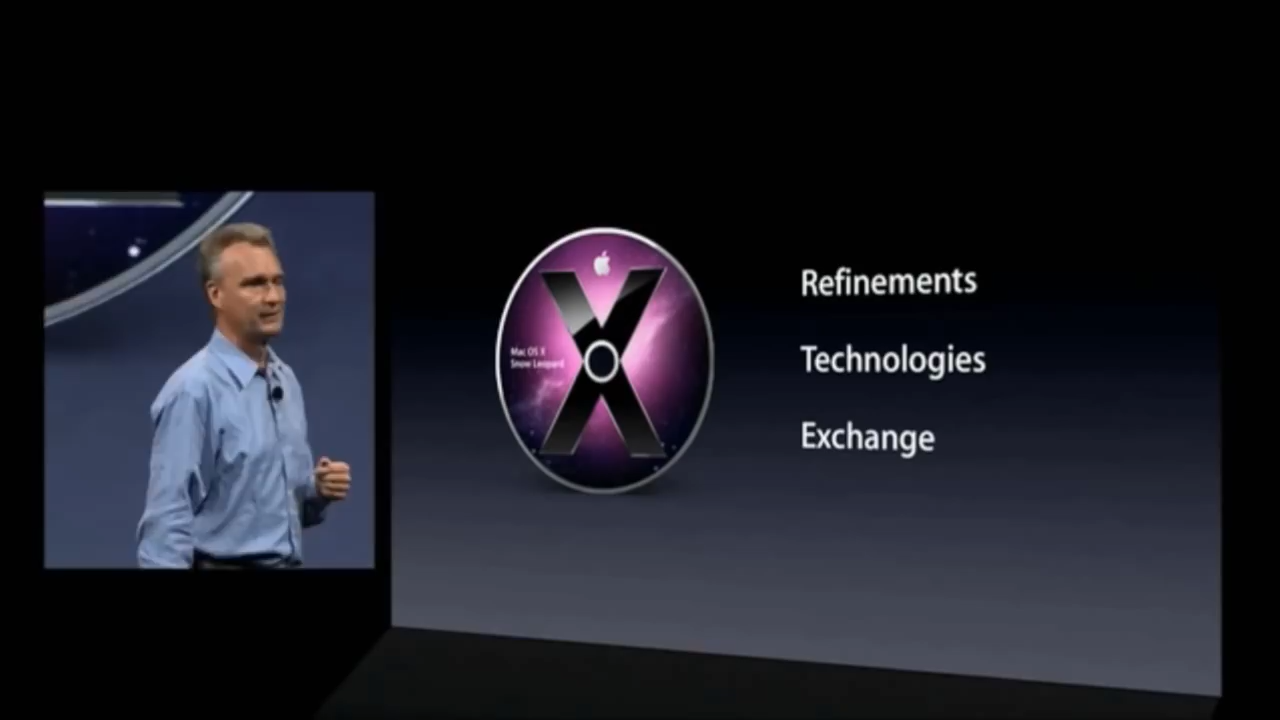 Mac OS X
Snow Leopard
Refinements
Technologies
Exchange